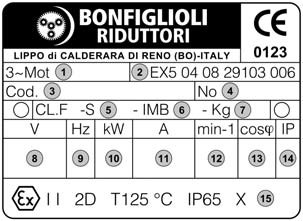 BONFIGLIOLI
RIDUTTORI
CE
LIPPO di CALDERARA DI RENO (BO)-ITALY
0123
3~Mot 1 2 EX5 04 08 29103 006
Cod. 3 No 4
CL.F -S 5 - IMB 6 - Kg 7
V Hz kW A min-1 cosφ IP
8 9 10 11 12 13 14
Ex II 2D T125 °C IP65 X 15